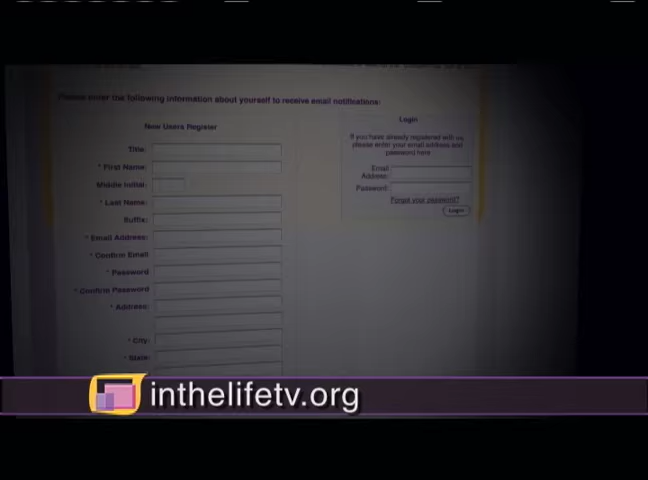 Please enter the following information about yourself to receive email notifications:
New Users Register
Title:
* First Name:
Middle Initial:
* Last Name:
Suffix:
* Email Address:
* Confirm Email
* Password
* Confirm Password
* Address:
* City:
* State:
Login
If you have already registered with us,
please enter your email address and
password here
Email
Address:
Password:
Forgot your password?
Login
inthelifetv.org